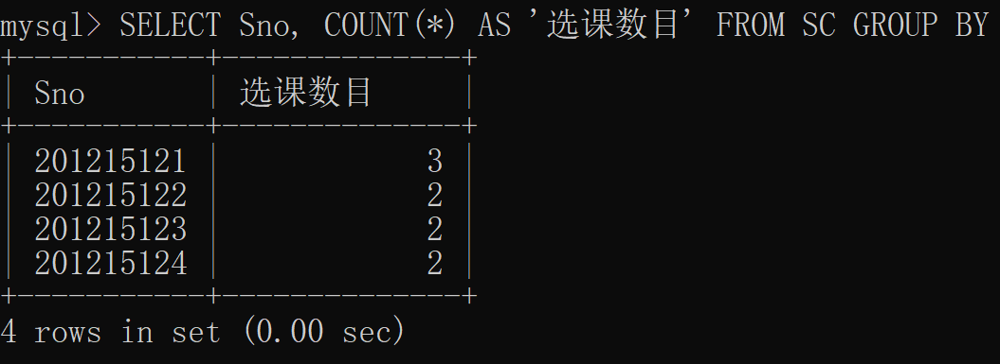 mysql> SELECT Sno, COUNT(*) AS '选课数目' FROM SC GROUP BY
+-----------+--------------+
| Sno       | 选课数目     |
+-----------+--------------+
| 201215121 |            3 |
| 201215122 |            2 |
| 201215123 |            2 |
| 201215124 |            2 |
+-----------+--------------+
4 rows in set (0.00 sec)